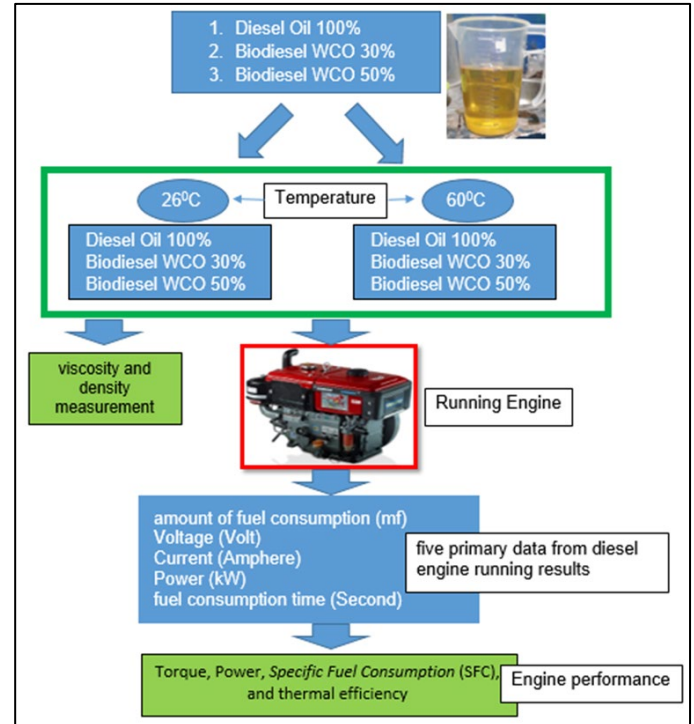 1. Diesel Oil 100%
2. Biodiesel WCO 30%
3. Biodiesel WCO 50%
26⁰C
Temperature
60⁰C
Diesel Oil 100%
Biodiesel WCO 30%
Biodiesel WCO 50%
Diesel Oil 100%
Biodiesel WCO 30%
Biodiesel WCO 50%
viscosity and
density
measurement
Running Engine
amount of fuel consumption (mf)
Voltage (Volt)
Current (Amphere)
Power (kW)
fuel consumption time (Second)
five primary data from diesel
engine running results
Torque, Power, Specific Fuel Consumption (SFC),
and thermal efficiency
Engine performance